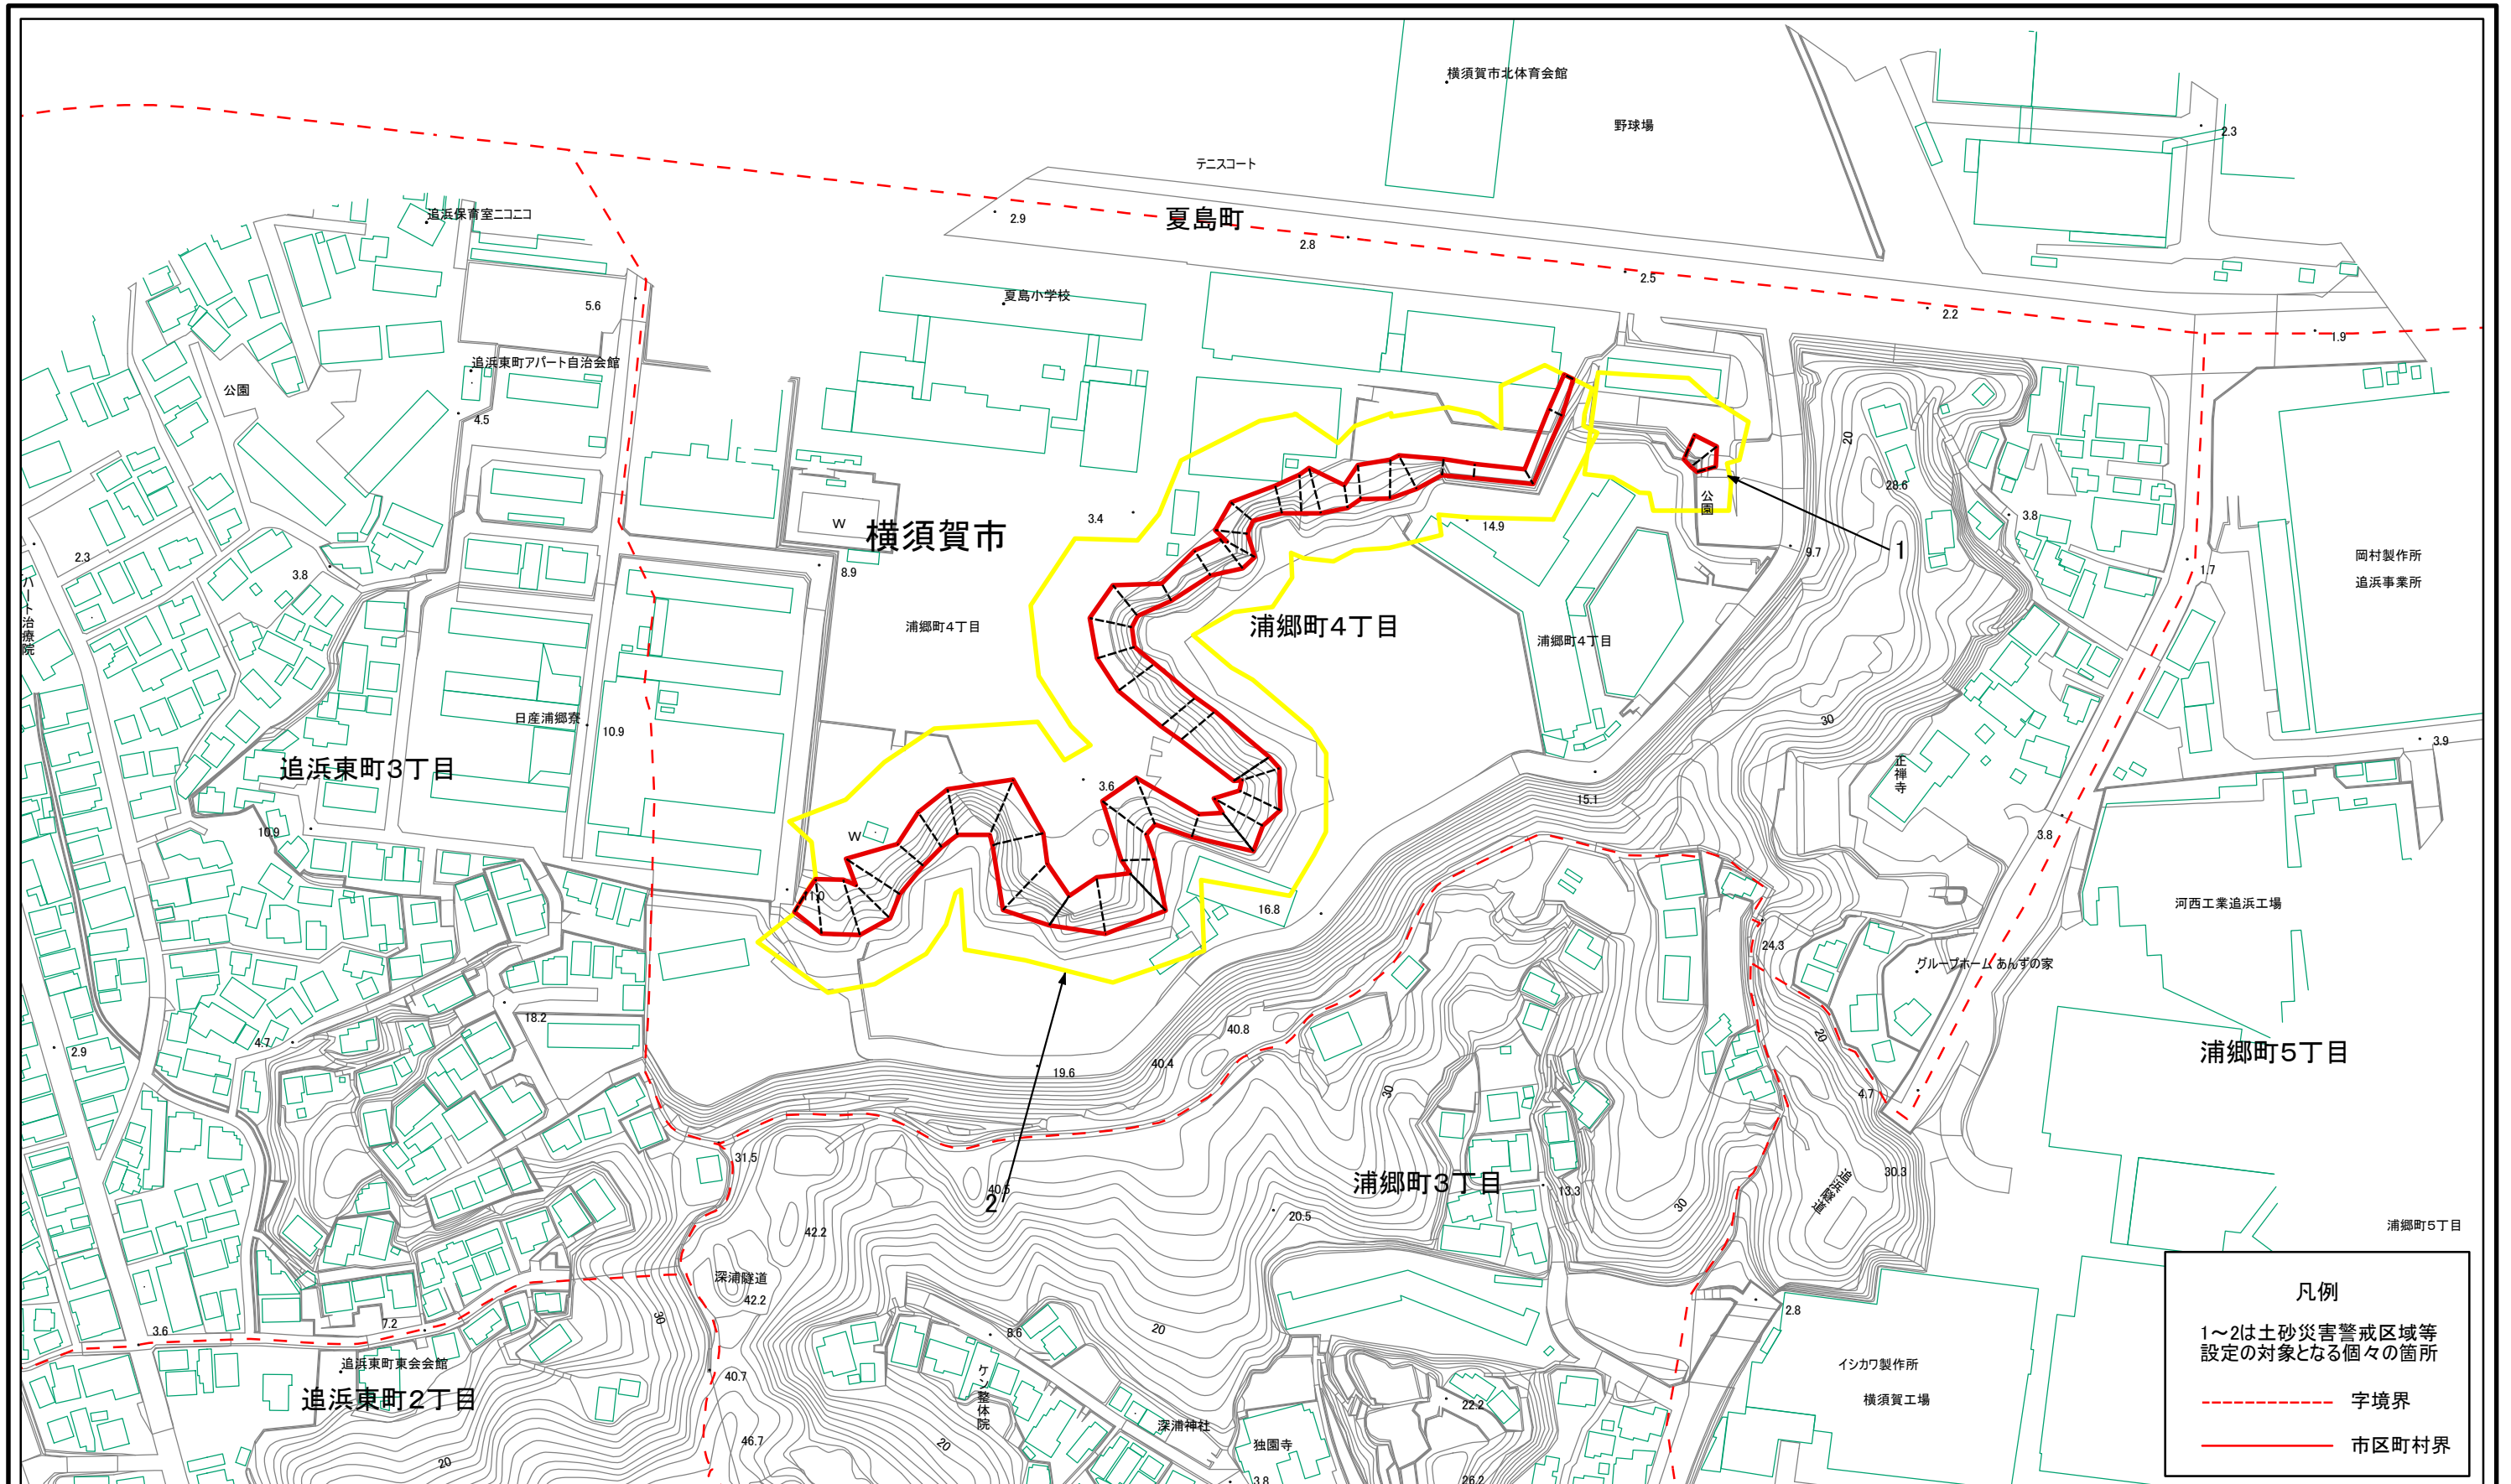 横須賀市北体育会館
野球場
2.3
テニスコート
追浜保育室ニコニコ
2.9
夏島町
2.8
2.5
2.2
1.9
5.6
夏島小学校
追浜東町アパート自治会館
公園
4.5
W
3.4
横須賀市
14.9
公園
1
20
28.6
3.8
9.7
1.7
岡村製作所
追浜事業所
2.3
3.8
8.9
パート治療院
浦郷町4丁目
浦郷町4丁目
浦郷町4丁目
日産浦郷寮
10.9
30
3.9
追浜東町3丁目
正禅寺
3.6
15.1
10.9
W
3.8
11.0
16.8
河西工業追浜工場
24.3
グループホーム あんずの家
18.2
4.7
2.9
40.8
20
浦郷町5丁目
19.6
40.4
30
4.7
31.5
40.5
2
浦郷町3丁目
13.3
30
追浜隧道
30.3
42.2
20.5
浦郷町5丁目
深浦隧道
42.2
30
2.8
3.6
7.2
8.6
20
追浜東町東会会館
追浜東町2丁目
40.7
ケン整体院
イシカワ製作所
横須賀工場
22.2
深浦神社
46.7
20
20
独園寺
3.8
26.2
凡例
1～2は土砂災害警戒区域等
設定の対象となる個々の箇所
字境界
市区町村界